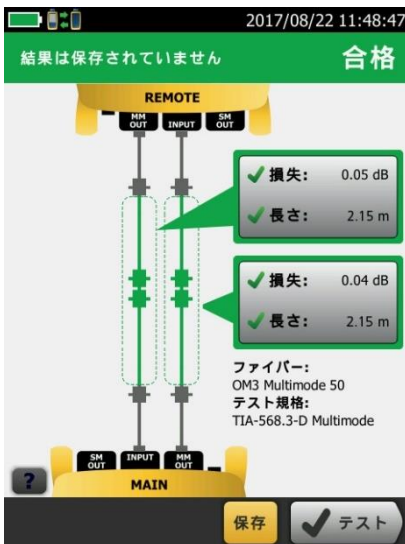 2017/08/22 11:48:47
結果は保存されていません
合格
REMOTE
MM OUT
INPUT
SM OUT
損失: 0.05 dB
長さ: 2.15 m
損失: 0.04 dB
長さ: 2.15 m
ファイバー:
OM3 Multimode 50
テスト規格:
TIA-568.3-D Multimode
SM OUT
INPUT
MM OUT
?
MAIN
保存
テスト